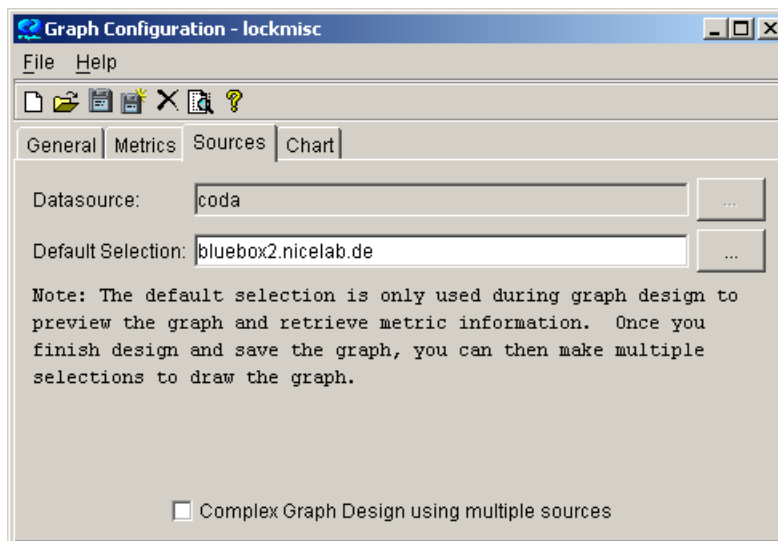 Graph Configuration - lockmisc
File Help
General Metrics Sources Chart
Datasource: coda ...
Default Selection: bluebox2.nicelab.de ...
Note: The default selection is only used during graph design to
preview the graph and retrieve metric information. Once you
finish design and save the graph, you can then make multiple
selections to draw the graph.
Complex Graph Design using multiple sources